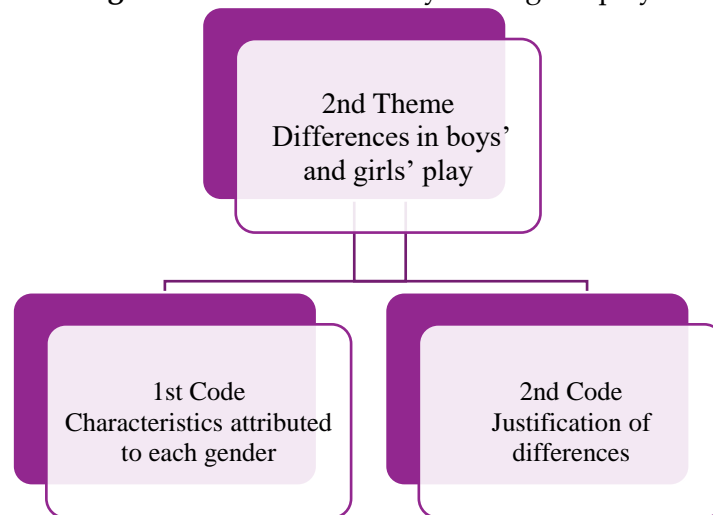 2nd Theme
Differences in boys'
and girls' play
1st Code
Characteristics attributed
to each gender
2nd Code
Justification of
differences